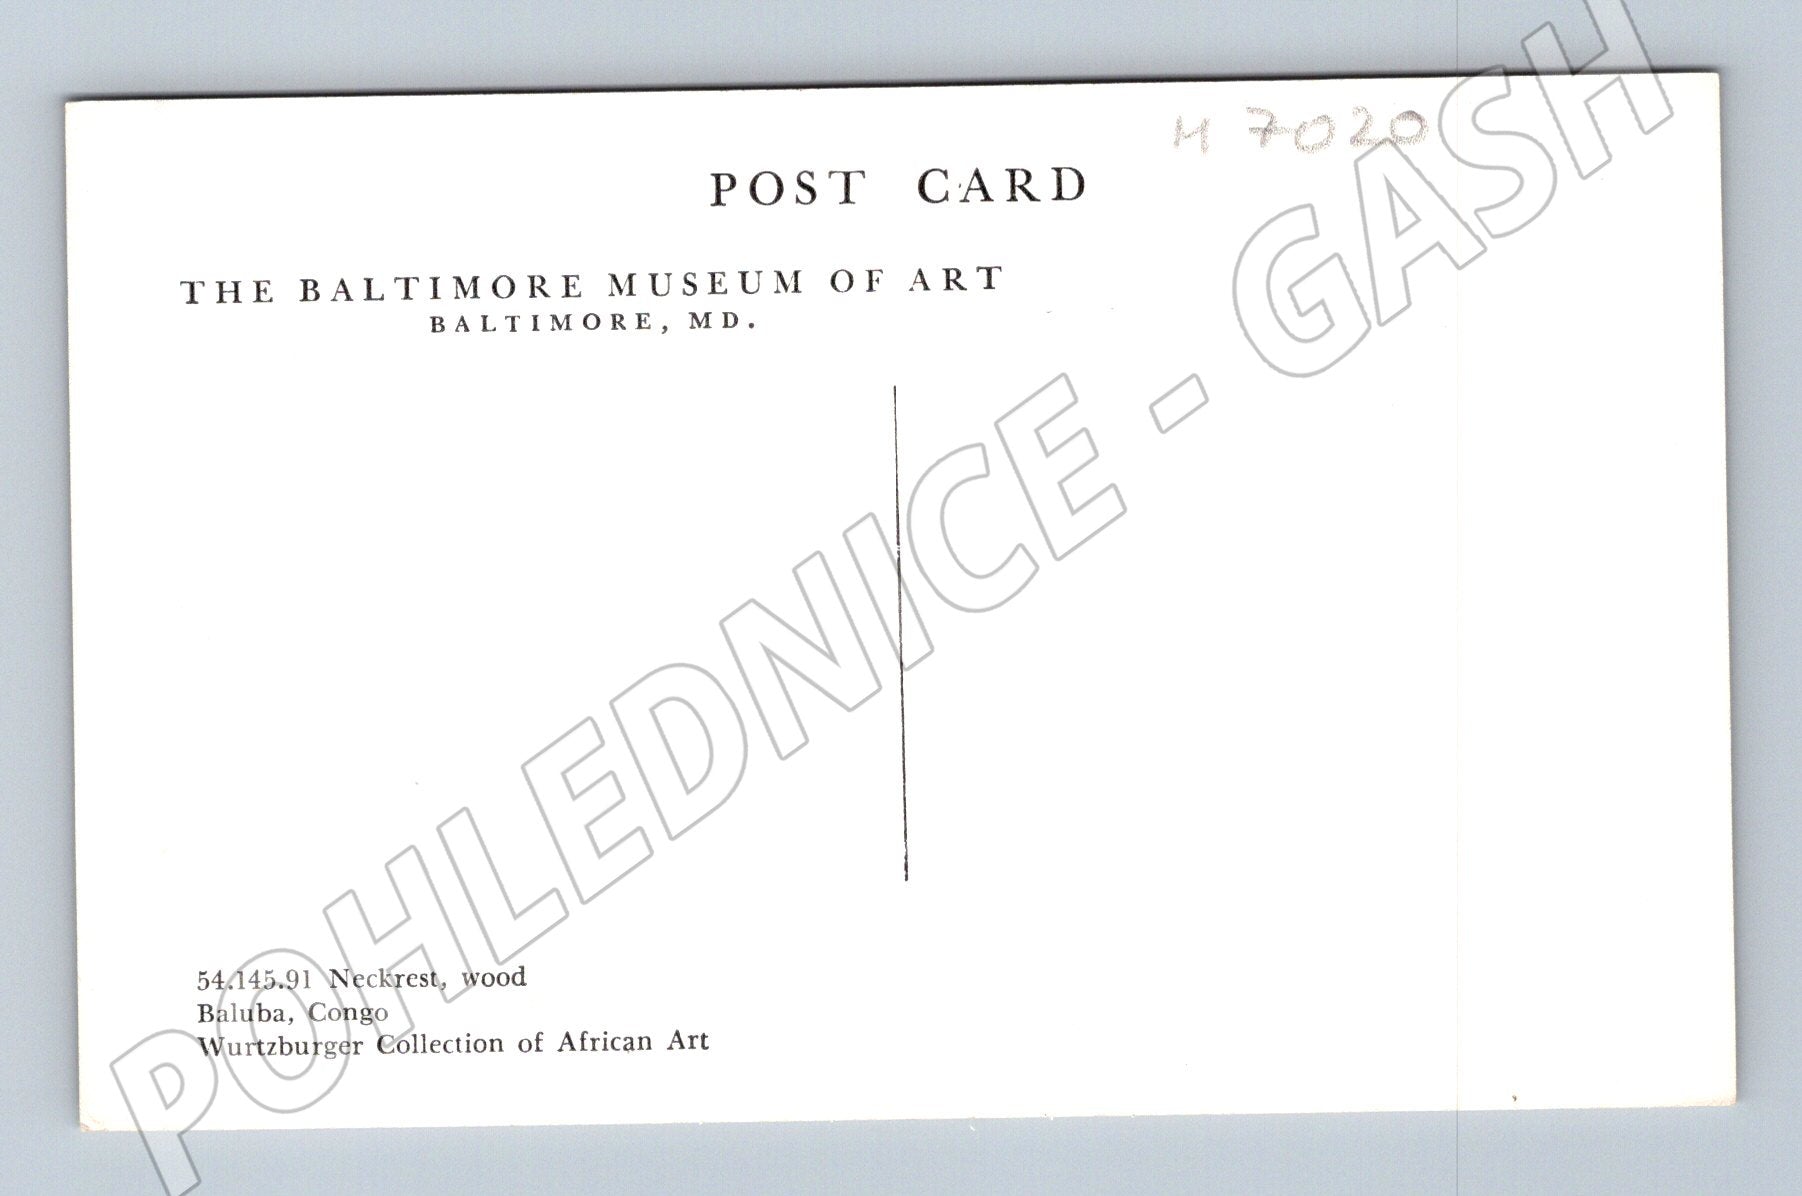 H 7020
POST CARD
THE BALTIMORE MUSEUM OF ART
BALTIMORE, MD.
POHLEDNICE - GASH
54.145.91 Neckrest, wood
Baluba, Congo
Wurtzburger Collection of African Art